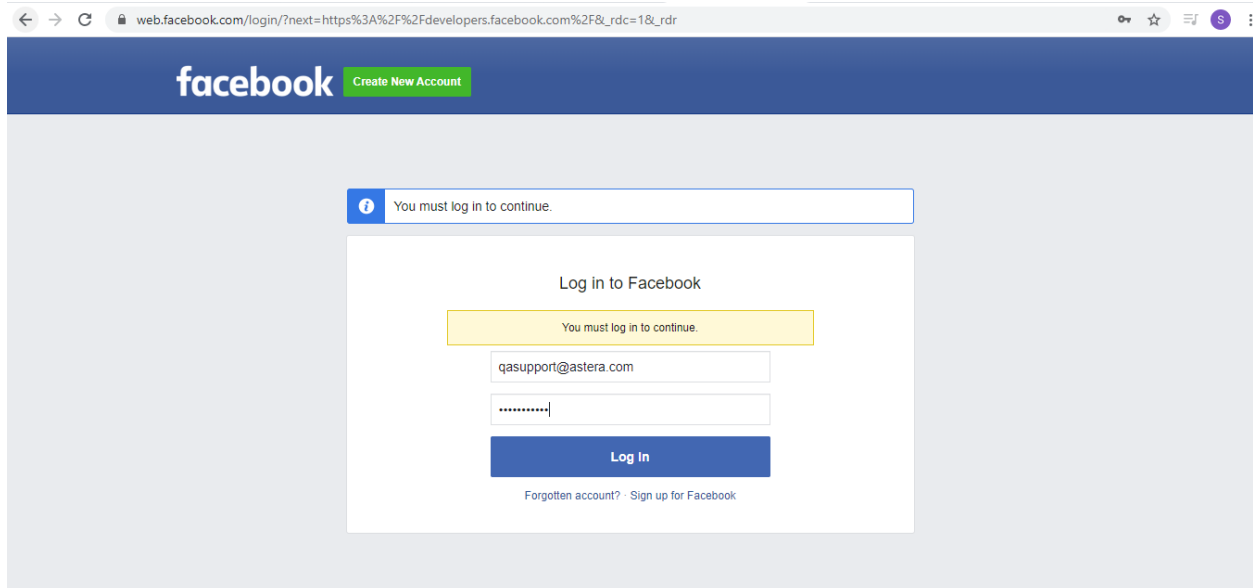 web.facebook.com/login/?next=https%3A%2F%2Fdevelopers.facebook.com%2F&_rdc=1&_rdr
S
facebook
Create New Account
You must log in to continue.
Log in to Facebook
You must log in to continue.
qasupport@astera.com
•••••••••••
Log In
Forgotten account? · Sign up for Facebook